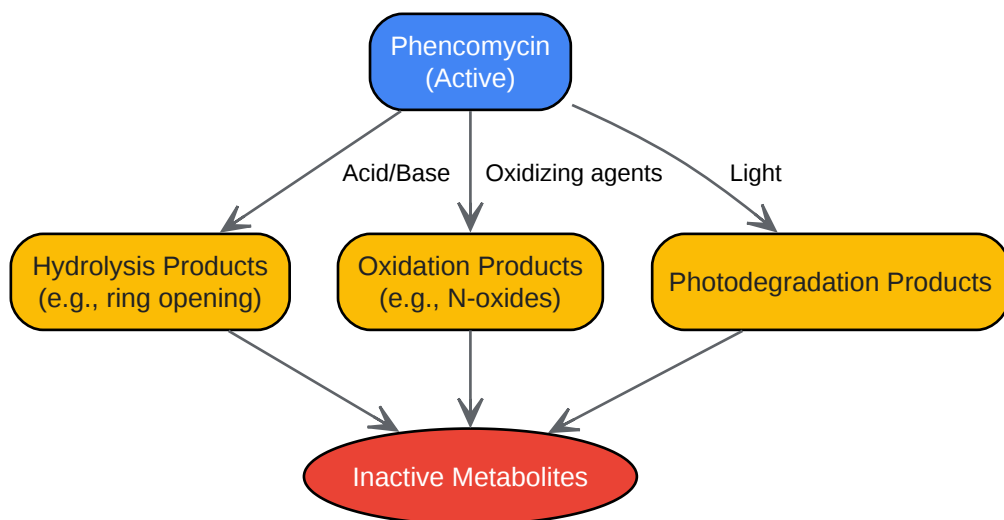 Phencomycin
(Active)
Acid/Base
Oxidizing agents
Light
Hydrolysis Products
(e.g., ring opening)
Oxidation Products
(e.g., N-oxides)
Photodegradation Products
Inactive Metabolites